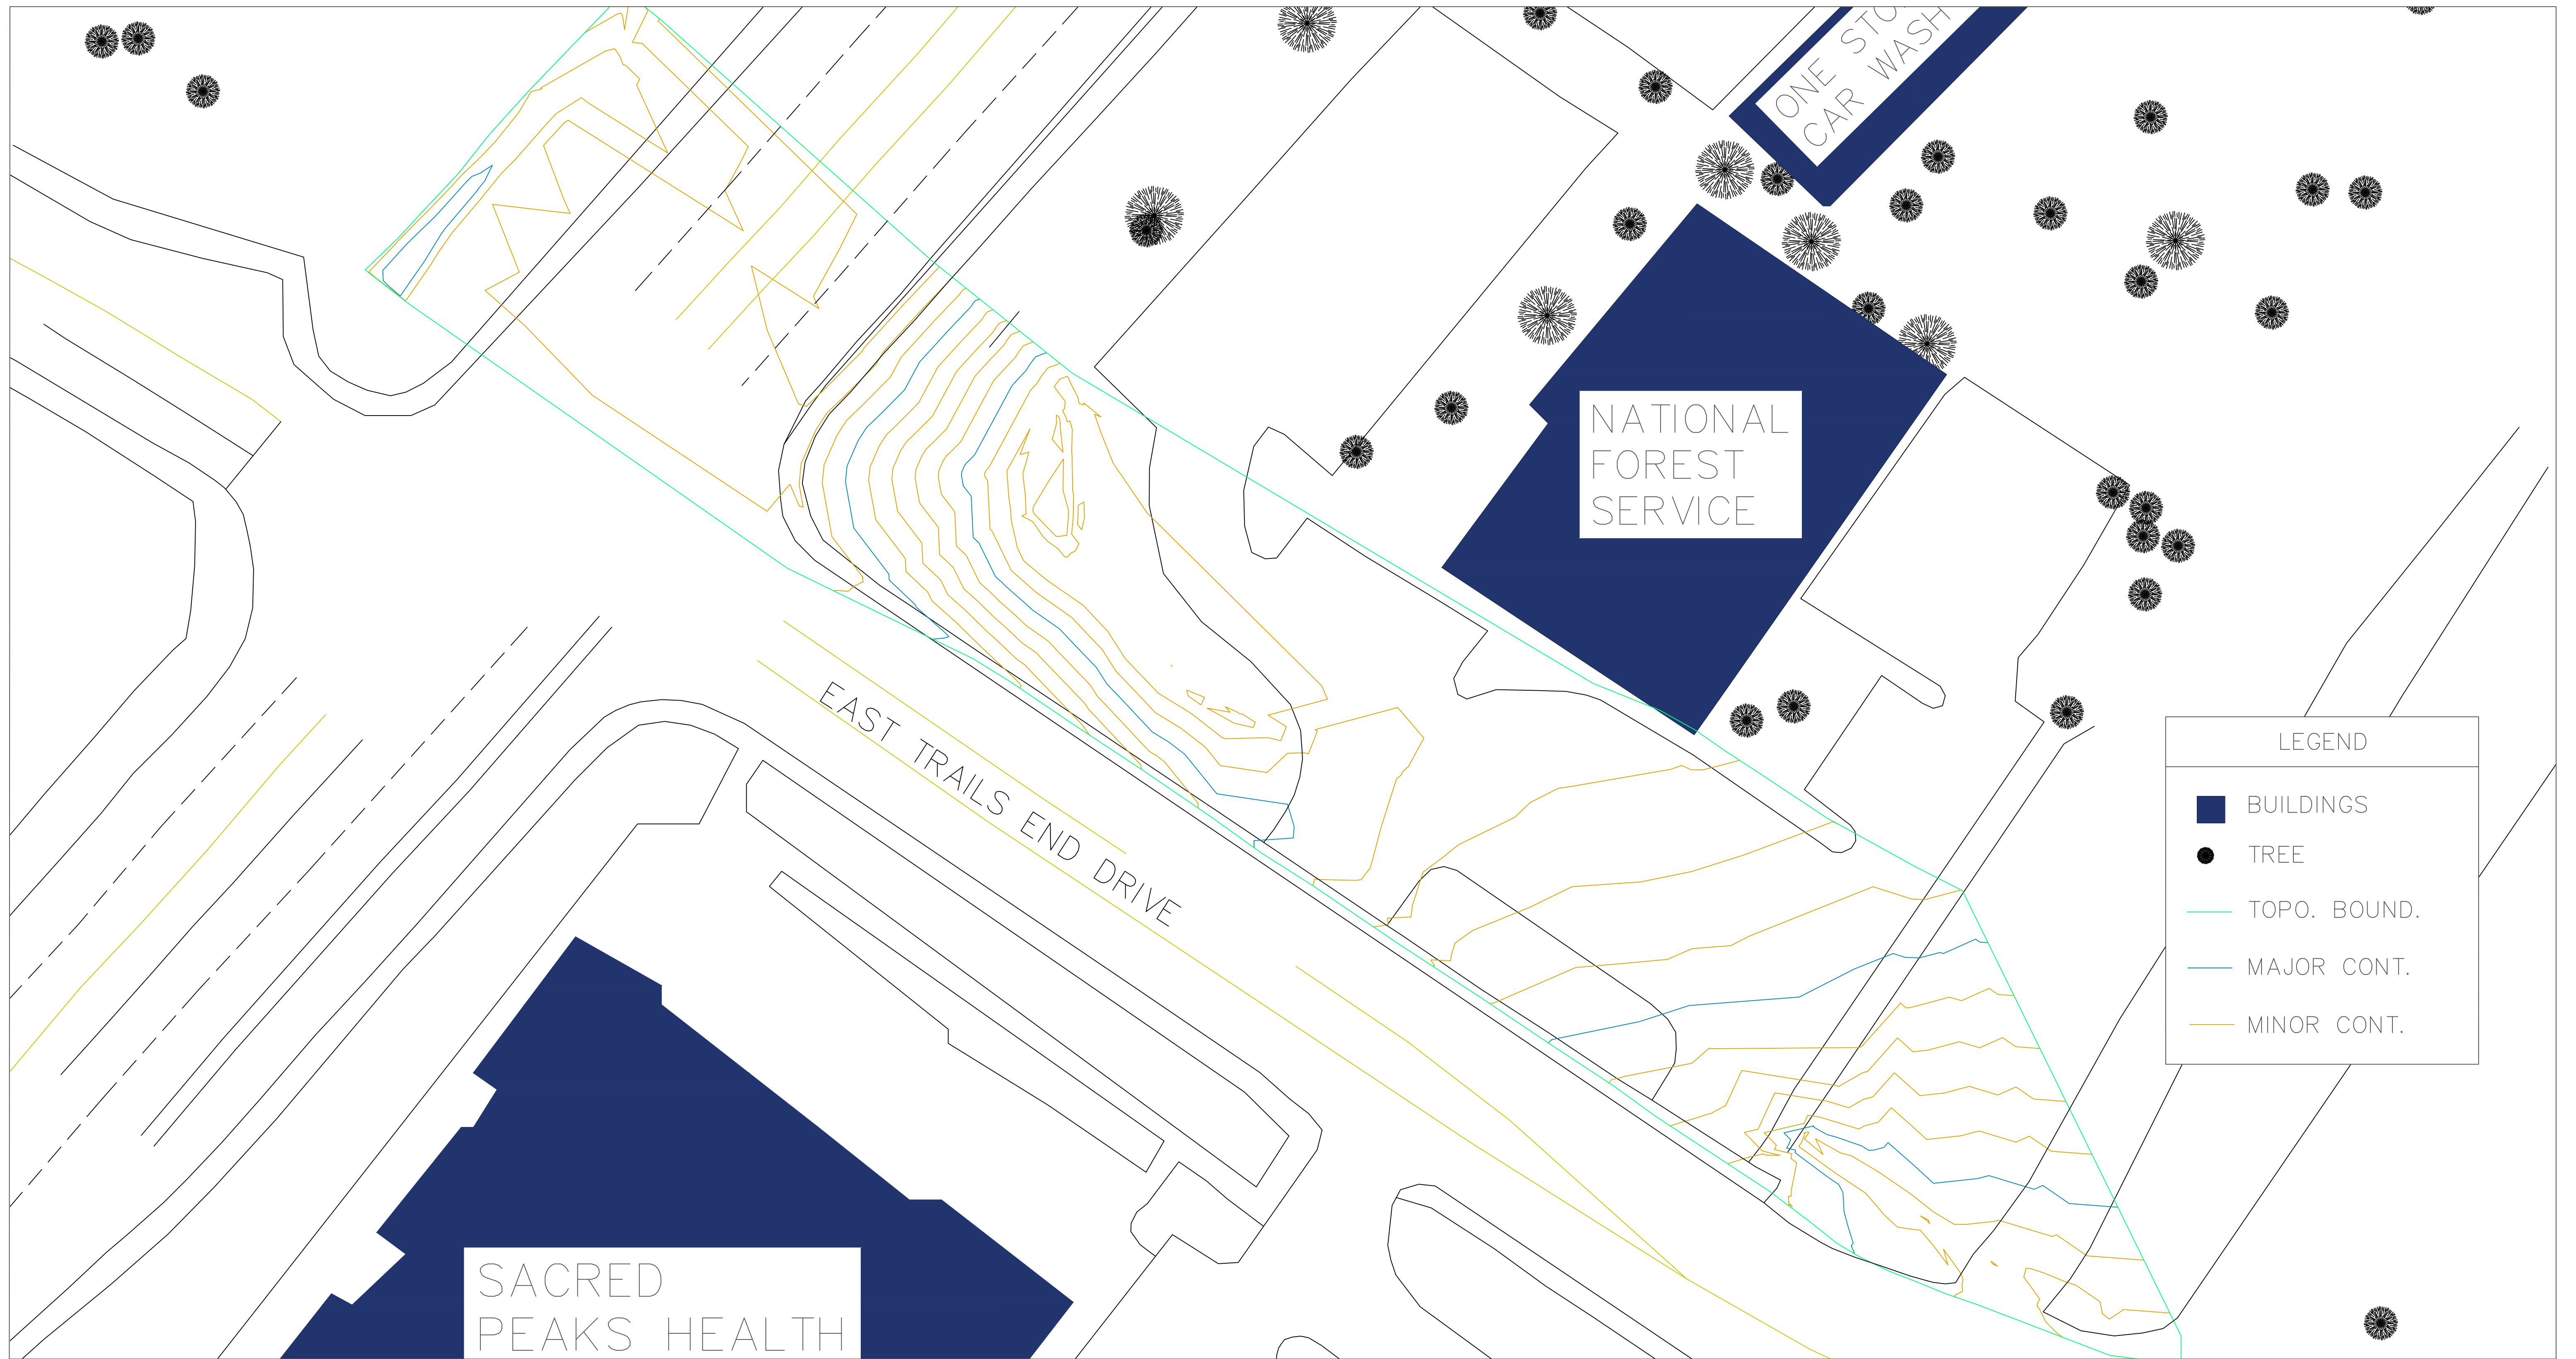 ONE STO
CAR WASH
NATIONAL
FOREST
SERVICE
EAST TRAILS END DRIVE
SACRED
PEAKS HEALTH
LEGEND
BUILDINGS
TREE
TOPO. BOUND.
MAJOR CONT.
MINOR CONT.